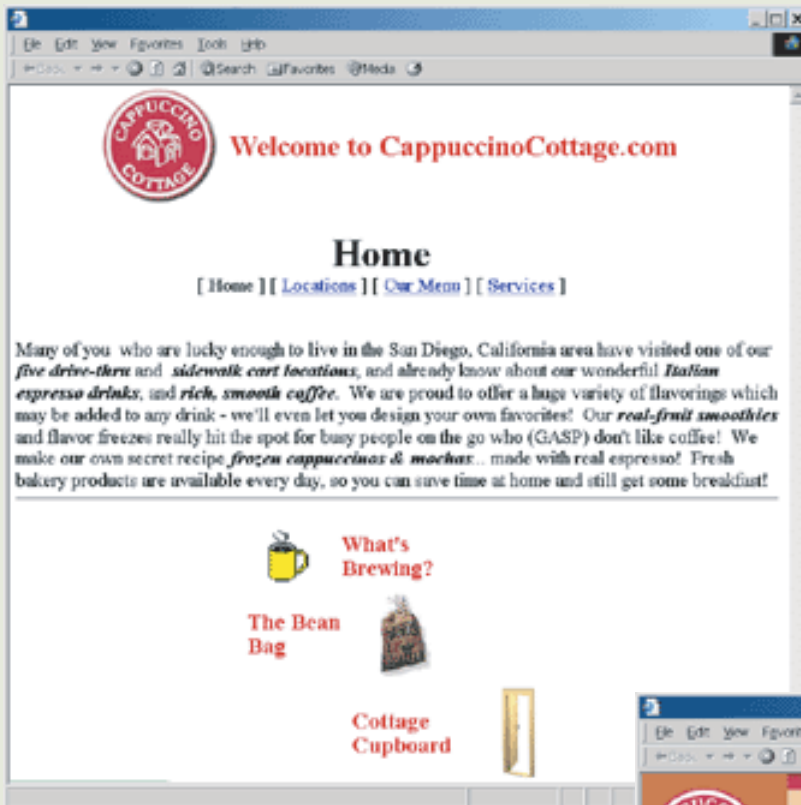 File Edit View Favorites Tools Help
Back Search Favorites Media
CAPPUCCINO
COTTAGE
Welcome to CappuccinoCottage.com
Home
[ Home ] [ Locations ] [ Our Menu ] [ Services ]
Many of you who are lucky enough to live in the San Diego, California area have visited one of our
five drive-thru and sidewalk cart locations, and already know about our wonderful Italian
espresso drinks, and rich, smooth coffee. We are proud to offer a huge variety of flavorings which
may be added to any drink - we'll even let you design your own favorites! Our real-fruit smoothies
and flavor freezes really hit the spot for busy people on the go who (GASP) don't like coffee! We
make our own secret recipe frozen cappuccinos & mochas... made with real espresso! Fresh
bakery products are available every day, so you can save time at home and still get some breakfast!
What's
Brewing?
The Bean
Bag
Cottage
Cupboard
File Edit View Favorit
Back